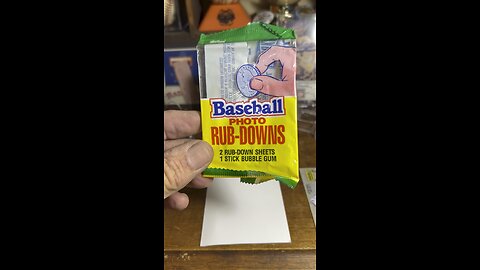 Baseball
PHOTO
RUB-DOWNS
2 RUB-DOWN SHEETS
1 STICK BUBBLE GUM